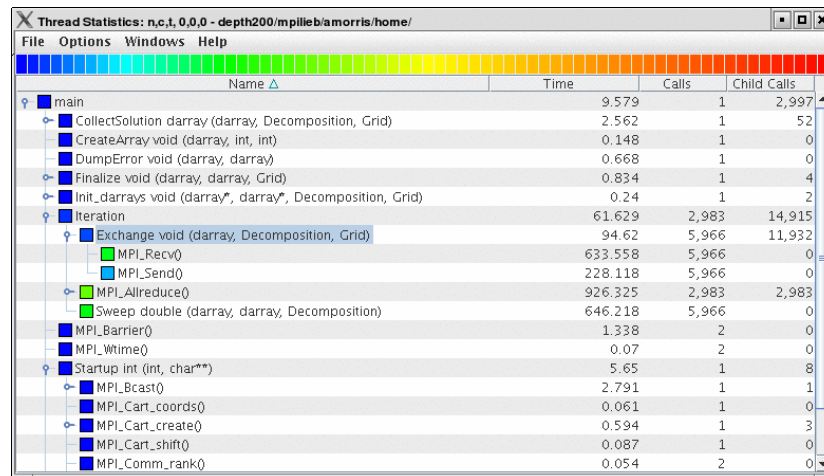 Thread Statistics: n,c,t, 0,0,0 - depth200/mpilieb/amorris/home/
File Options Windows Help
Name Time Calls Child Calls
main 9.579 1 2,997
CollectSolution darray (darray, Decomposition, Grid) 2.562 1 52
CreateArray void (darray, int, int) 0.148 1 0
DumpError void (darray, darray) 0.668 1 0
Finalize void (darray, darray, Grid) 0.834 1 4
Init_darrays void (darray*, darray*, Decomposition, Grid) 0.24 1 2
Iteration 61.629 2,983 14,915
Exchange void (darray, Decomposition, Grid) 94.62 5,966 11,932
MPI_Recv() 633.558 5,966 0
MPI_Send() 228.118 5,966 0
MPI_Allreduce() 926.325 2,983 2,983
Sweep double (darray, darray, Decomposition) 646.218 5,966 0
MPI_Barrier() 1.338 2 0
MPI_Wtime() 0.07 2 0
Startup int (int, char**) 5.65 1 8
MPI_Bcast() 2.791 1 1
MPI_Cart_coords() 0.061 1 0
MPI_Cart_create() 0.594 1 3
MPI_Cart_shift() 0.087 1 0
MPI_Comm_rank() 0.054 2 0